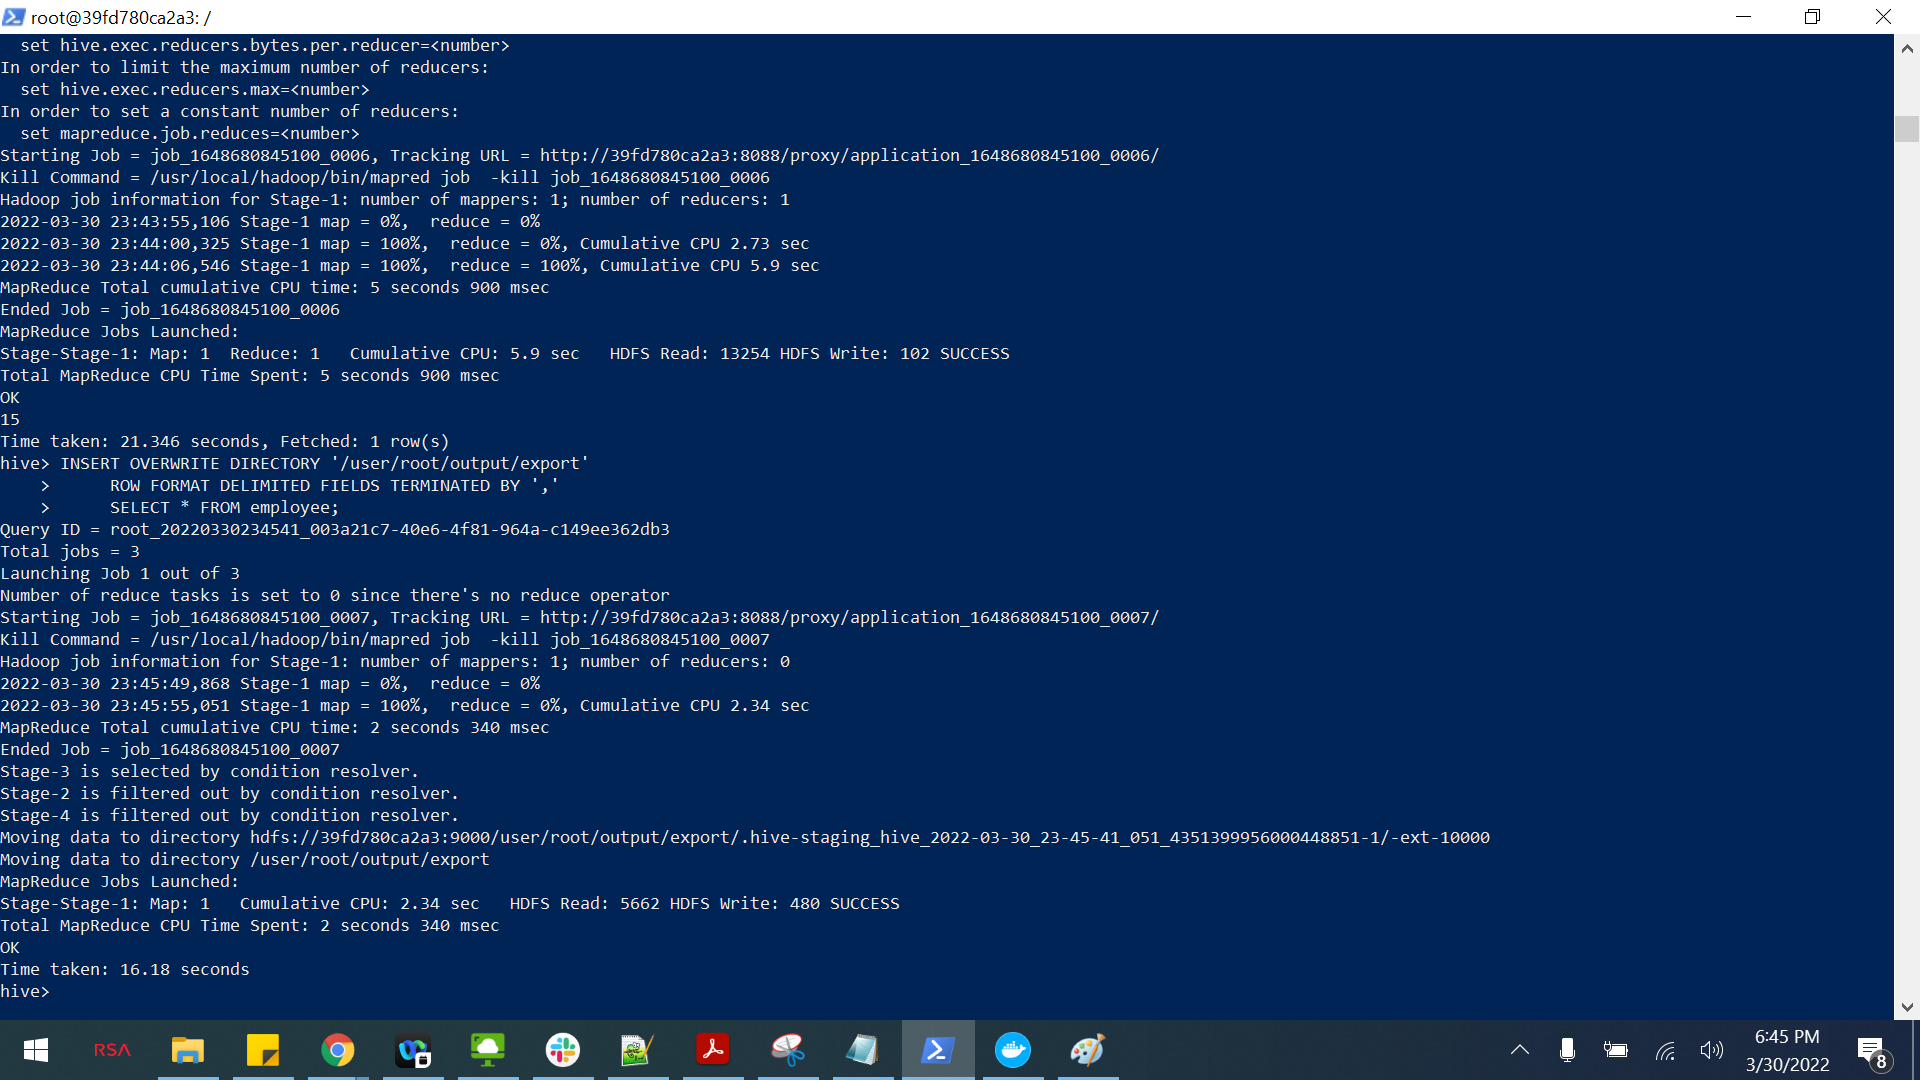 root@39fd780ca2a3: /
  set hive.exec.reducers.bytes.per.reducer=<number>
In order to limit the maximum number of reducers:
  set hive.exec.reducers.max=<number>
In order to set a constant number of reducers:
  set mapreduce.job.reduces=<number>
Starting Job = job_1648680845100_0006, Tracking URL = http://39fd780ca2a3:8088/proxy/application_1648680845100_0006/
Kill Command = /usr/local/hadoop/bin/mapred job  -kill job_1648680845100_0006
Hadoop job information for Stage-1: number of mappers: 1; number of reducers: 1
2022-03-30 23:43:55,106 Stage-1 map = 0%,  reduce = 0%
2022-03-30 23:44:00,325 Stage-1 map = 100%,  reduce = 0%, Cumulative CPU 2.73 sec
2022-03-30 23:44:06,546 Stage-1 map = 100%,  reduce = 100%, Cumulative CPU 5.9 sec
MapReduce Total cumulative CPU time: 5 seconds 900 msec
Ended Job = job_1648680845100_0006
MapReduce Jobs Launched:
Stage-Stage-1: Map: 1  Reduce: 1   Cumulative CPU: 5.9 sec   HDFS Read: 13254 HDFS Write: 102 SUCCESS
Total MapReduce CPU Time Spent: 5 seconds 900 msec
OK
15
Time taken: 21.346 seconds, Fetched: 1 row(s)
hive> INSERT OVERWRITE DIRECTORY '/user/root/output/export'
    >      ROW FORMAT DELIMITED FIELDS TERMINATED BY ','
    >      SELECT * FROM employee;
Query ID = root_20220330234541_003a21c7-40e6-4f81-964a-c149ee362db3
Total jobs = 3
Launching Job 1 out of 3
Number of reduce tasks is set to 0 since there's no reduce operator
Starting Job = job_1648680845100_0007, Tracking URL = http://39fd780ca2a3:8088/proxy/application_1648680845100_0007/
Kill Command = /usr/local/hadoop/bin/mapred job  -kill job_1648680845100_0007
Hadoop job information for Stage-1: number of mappers: 1; number of reducers: 0
2022-03-30 23:45:49,868 Stage-1 map = 0%,  reduce = 0%
2022-03-30 23:45:55,051 Stage-1 map = 100%,  reduce = 0%, Cumulative CPU 2.34 sec
MapReduce Total cumulative CPU time: 2 seconds 340 msec
Ended Job = job_1648680845100_0007
Stage-3 is selected by condition resolver.
Stage-2 is filtered out by condition resolver.
Stage-4 is filtered out by condition resolver.
Moving data to directory hdfs://39fd780ca2a3:9000/user/root/output/export/.hive-staging_hive_2022-03-30_23-45-41_051_4351399956000448851-1/-ext-10000
Moving data to directory /user/root/output/export
MapReduce Jobs Launched:
Stage-Stage-1: Map: 1   Cumulative CPU: 2.34 sec   HDFS Read: 5662 HDFS Write: 480 SUCCESS
Total MapReduce CPU Time Spent: 2 seconds 340 msec
OK
Time taken: 16.18 seconds
hive>
RSA
6:45 PM
3/30/2022
8